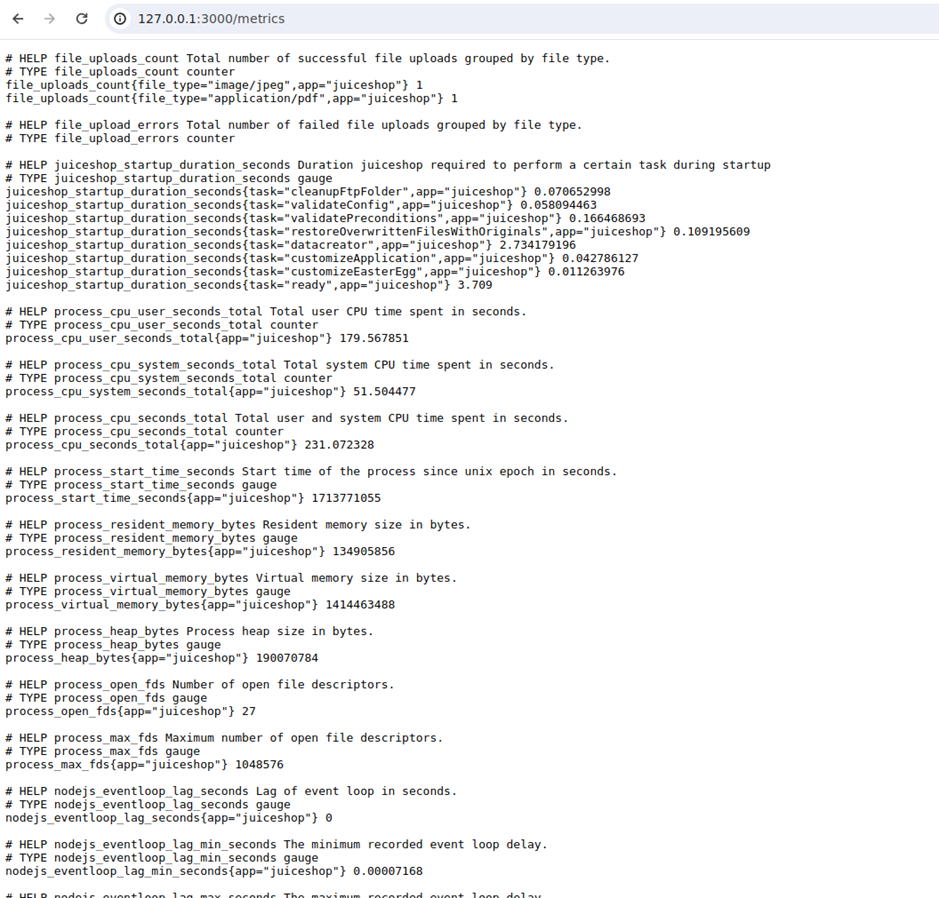 127.0.0.1:3000/metrics
# HELP file_uploads_count Total number of successful file uploads grouped by file type.
# TYPE file_uploads_count counter
file_uploads_count{file_type="image/jpeg",app="juiceshop"} 1
file_uploads_count{file_type="application/pdf",app="juiceshop"} 1
# HELP file_upload_errors Total number of failed file uploads grouped by file type.
# TYPE file_upload_errors counter
# HELP juiceshop_startup_duration_seconds Duration juiceshop required to perform a certain task during startup
# TYPE juiceshop_startup_duration_seconds gauge
juiceshop_startup_duration_seconds{task="cleanupFtpFolder",app="juiceshop"} 0.070652998
juiceshop_startup_duration_seconds{task="validateConfig",app="juiceshop"} 0.058094463
juiceshop_startup_duration_seconds{task="validatePreconditions",app="juiceshop"} 0.166468693
juiceshop_startup_duration_seconds{task="restoreOverwrittenFilesWithOriginals",app="juiceshop"} 0.109195609
juiceshop_startup_duration_seconds{task="datacreator",app="juiceshop"} 2.734179196
juiceshop_startup_duration_seconds{task="customizeApplication",app="juiceshop"} 0.042786127
juiceshop_startup_duration_seconds{task="customizeEasterEgg",app="juiceshop"} 0.011263976
juiceshop_startup_duration_seconds{task="ready",app="juiceshop"} 3.709
# HELP process_cpu_user_seconds_total Total user CPU time spent in seconds.
# TYPE process_cpu_user_seconds_total counter
process_cpu_user_seconds_total{app="juiceshop"} 179.567851
# HELP process_cpu_system_seconds_total Total system CPU time spent in seconds.
# TYPE process_cpu_system_seconds_total counter
process_cpu_system_seconds_total{app="juiceshop"} 51.504477
# HELP process_cpu_seconds_total Total user and system CPU time spent in seconds.
# TYPE process_cpu_seconds_total counter
process_cpu_seconds_total{app="juiceshop"} 231.072328
# HELP process_start_time_seconds Start time of the process since unix epoch in seconds.
# TYPE process_start_time_seconds gauge
process_start_time_seconds{app="juiceshop"} 1713771055
# HELP process_resident_memory_bytes Resident memory size in bytes.
# TYPE process_resident_memory_bytes gauge
process_resident_memory_bytes{app="juiceshop"} 134905856
# HELP process_virtual_memory_bytes Virtual memory size in bytes.
# TYPE process_virtual_memory_bytes gauge
process_virtual_memory_bytes{app="juiceshop"} 1414463488
# HELP process_heap_bytes Process heap size in bytes.
# TYPE process_heap_bytes gauge
process_heap_bytes{app="juiceshop"} 190070784
# HELP process_open_fds Number of open file descriptors.
# TYPE process_open_fds gauge
process_open_fds{app="juiceshop"} 27
# HELP process_max_fds Maximum number of open file descriptors.
# TYPE process_max_fds gauge
process_max_fds{app="juiceshop"} 1048576
# HELP nodejs_eventloop_lag_seconds Lag of event loop in seconds.
# TYPE nodejs_eventloop_lag_seconds gauge
nodejs_eventloop_lag_seconds{app="juiceshop"} 0
# HELP nodejs_eventloop_lag_min_seconds The minimum recorded event loop delay.
# TYPE nodejs_eventloop_lag_min_seconds gauge
nodejs_eventloop_lag_min_seconds{app="juiceshop"} 0.00007168
# HELP nodejs_eventloop_lag_max_seconds The maximum recorded event loop delay.